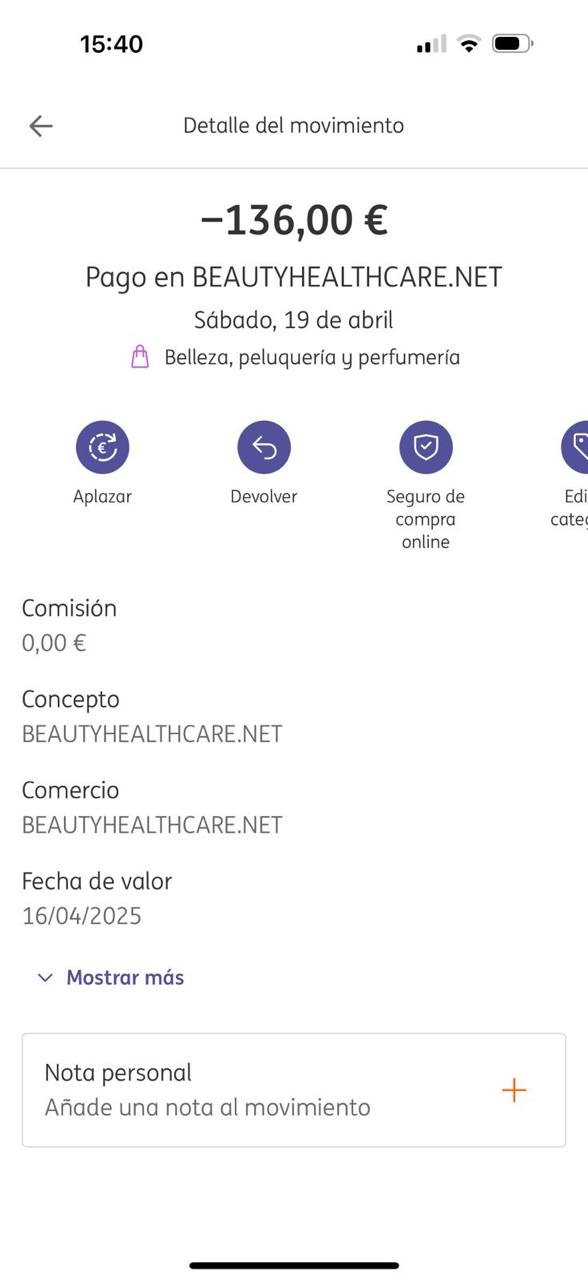 15:40
Detalle del movimiento
−136,00 €
Pago en BEAUTYHEALTHCARE.NET
Sábado, 19 de abril
Belleza, peluquería y perfumería
Aplazar
Devolver
Seguro de
compra
online
Edi
categ
Comisión
0,00 €
Concepto
BEAUTYHEALTHCARE.NET
Comercio
BEAUTYHEALTHCARE.NET
Fecha de valor
16/04/2025
Mostrar más
Nota personal
Añade una nota al movimiento